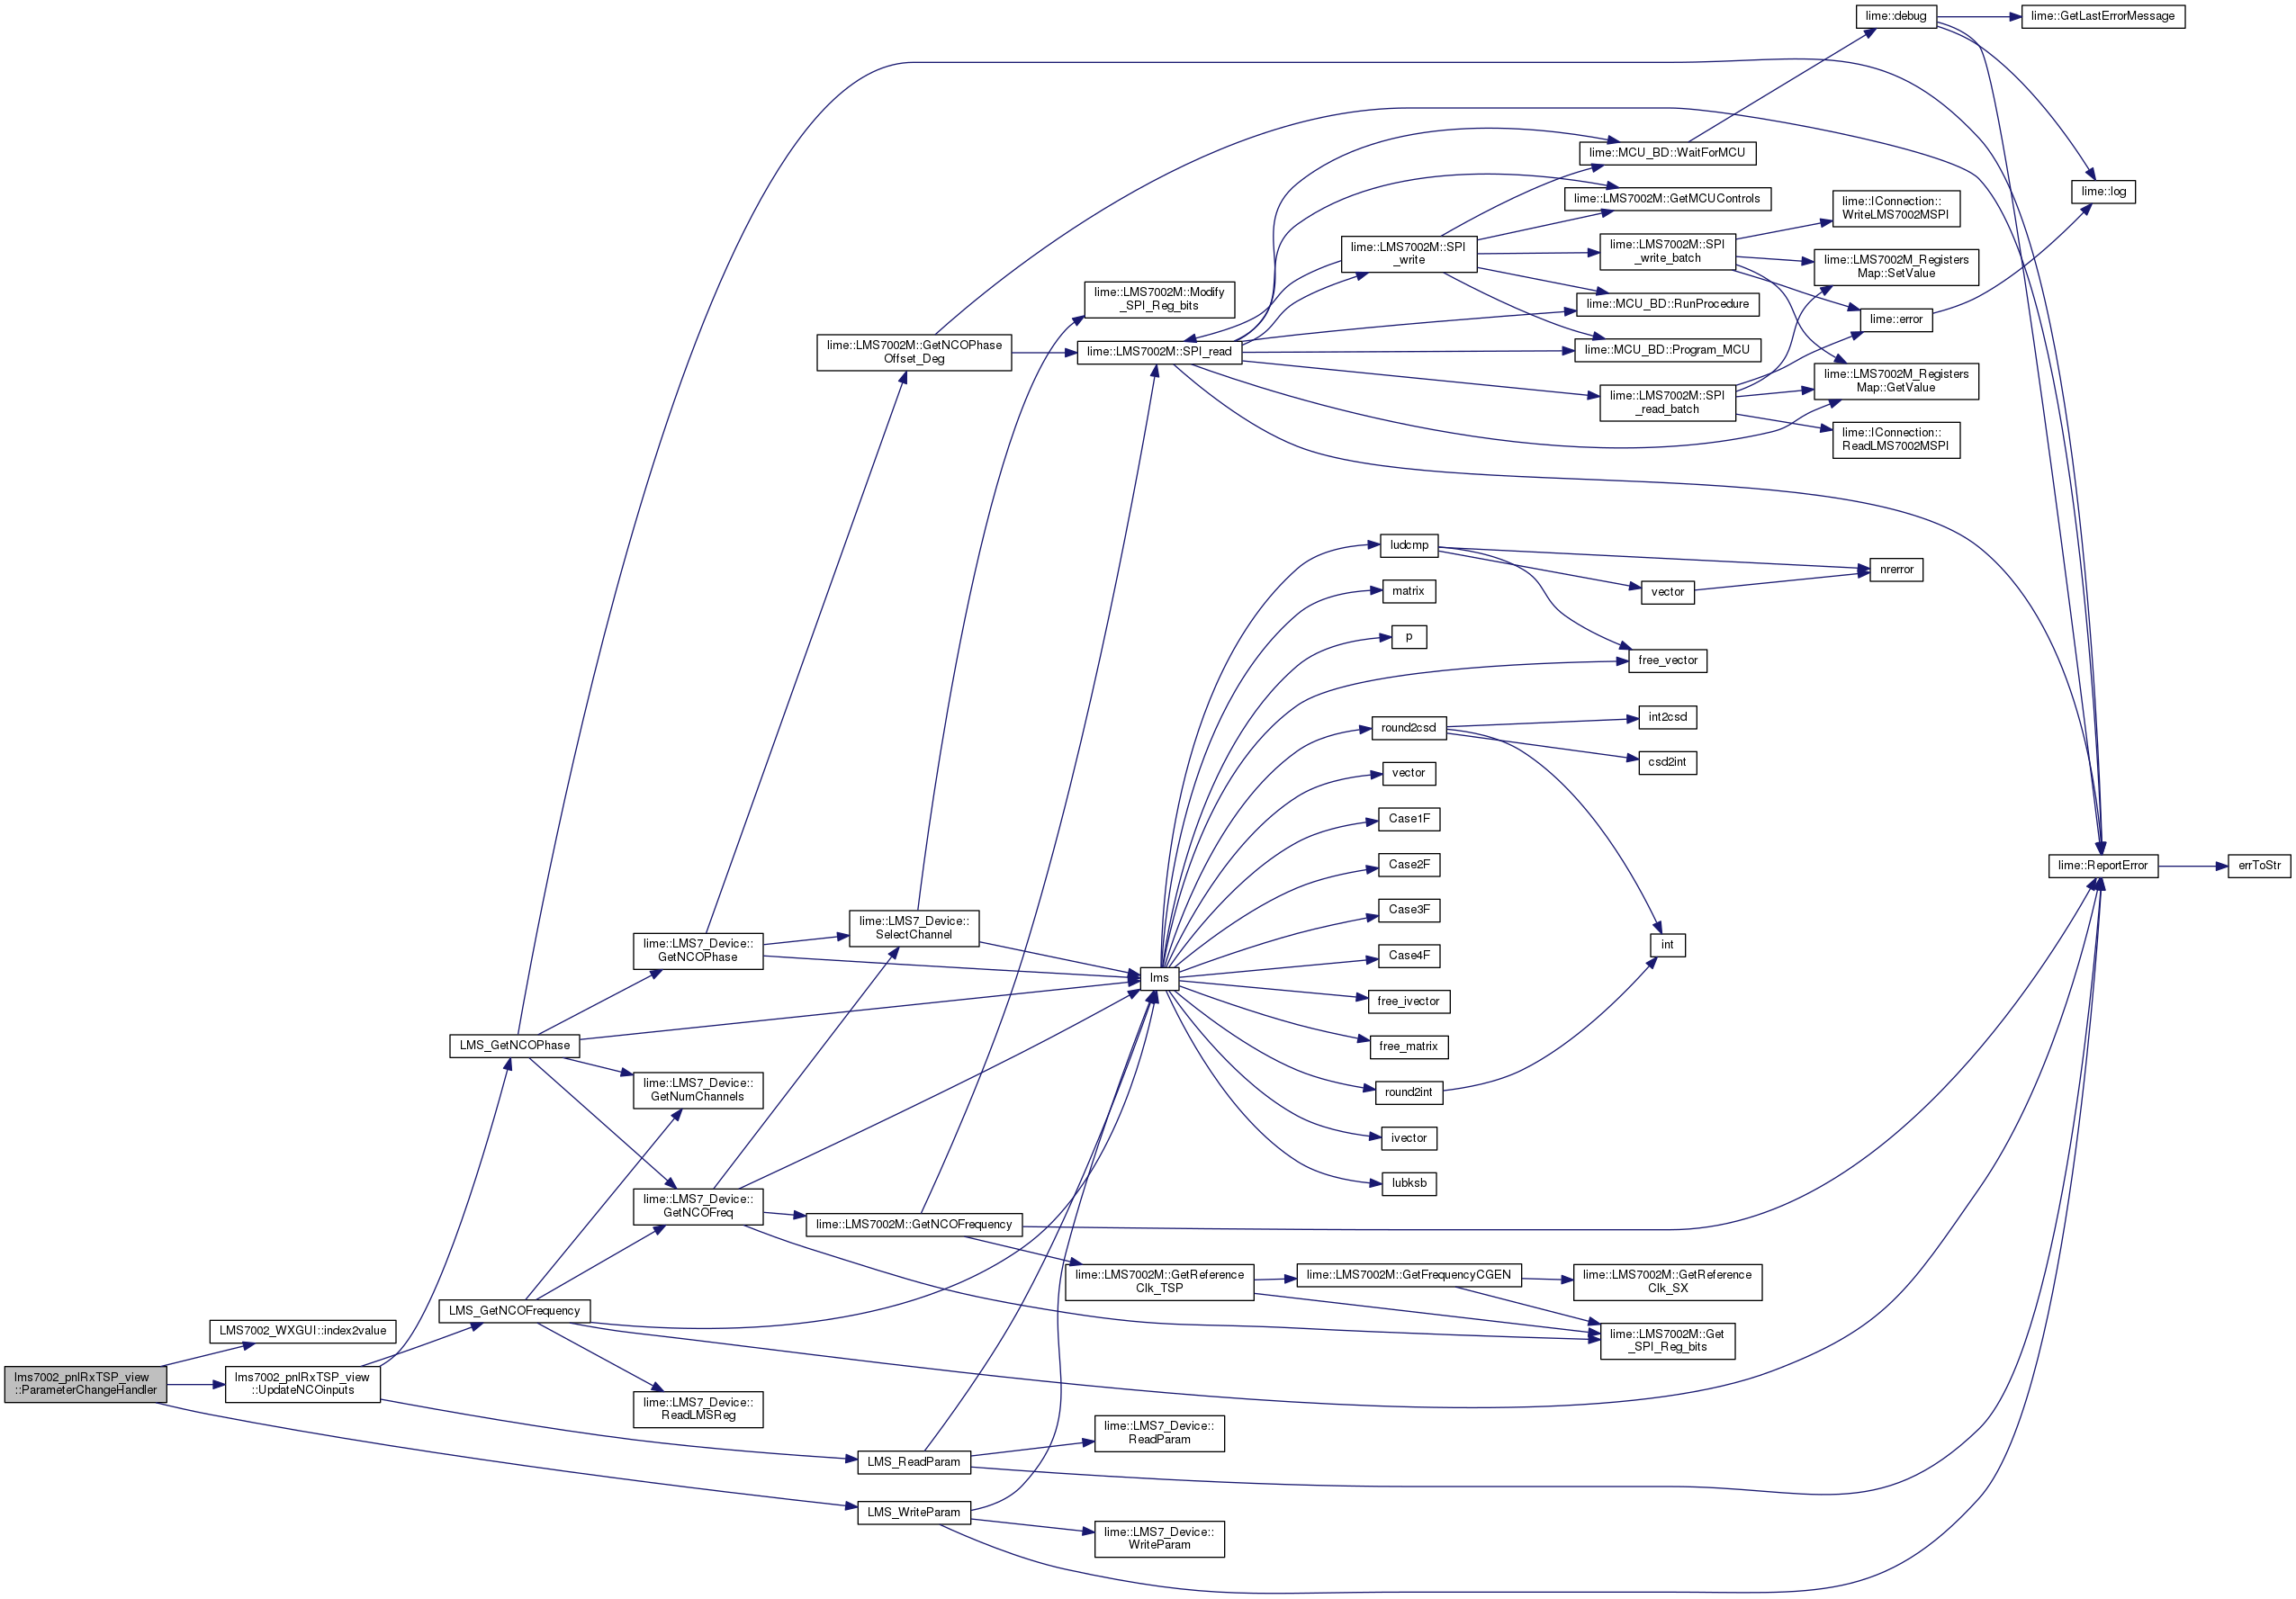 lime::debug
lime::GetLastErrorMessage
lime::MCU_BD::WaitForMCU
lime::log
lime::LMS7002M::GetMCUControls
lime::IConnection::
WriteLMS7002MSPI
lime::LMS7002M::SPI
_write
lime::LMS7002M::SPI
_write_batch
lime::LMS7002M_Registers
Map::SetValue
lime::LMS7002M::Modify
_SPI_Reg_bits
lime::MCU_BD::RunProcedure
lime::error
lime::LMS7002M::GetNCOPhase
Offset_Deg
lime::LMS7002M::SPI_read
lime::MCU_BD::Program_MCU
lime::LMS7002M_Registers
Map::GetValue
lime::LMS7002M::SPI
_read_batch
lime::IConnection::
ReadLMS7002MSPI
ludcmp
nrerror
matrix
vector
p
free_vector
round2csd
int2csd
csd2int
vector
Case1F
Case2F
lime::ReportError
errToStr
Case3F
lime::LMS7_Device::
SelectChannel
lime::LMS7_Device::
GetNCOPhase
int
Case4F
lms
free_ivector
LMS_GetNCOPhase
free_matrix
lime::LMS7_Device::
GetNumChannels
round2int
ivector
lubksb
lime::LMS7_Device::
GetNCOFreq
lime::LMS7002M::GetNCOFrequency
lime::LMS7002M::GetReference
Clk_TSP
lime::LMS7002M::GetFrequencyCGEN
lime::LMS7002M::GetReference
Clk_SX
LMS_GetNCOFrequency
LMS7002_WXGUI::index2value
lime::LMS7002M::Get
_SPI_Reg_bits
lms7002_pnlRxTSP_view
::ParameterChangeHandler
lms7002_pnlRxTSP_view
::UpdateNCOinputs
lime::LMS7_Device::
ReadLMSReg
lime::LMS7_Device::
ReadParam
LMS_ReadParam
LMS_WriteParam
lime::LMS7_Device::
WriteParam